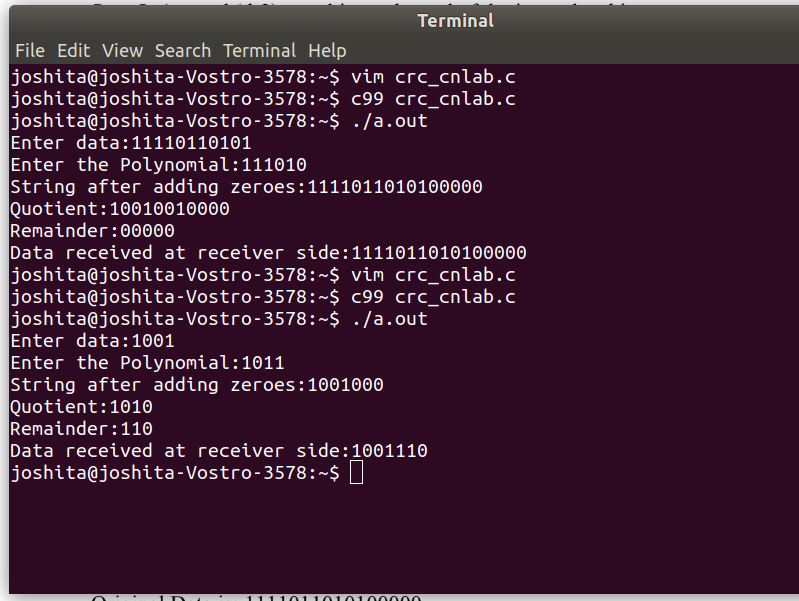 Terminal
File Edit View Search Terminal Help
joshita@joshita-Vostro-3578:~$ vim crc_cnlab.c
joshita@joshita-Vostro-3578:~$ c99 crc_cnlab.c
joshita@joshita-Vostro-3578:~$ ./a.out
Enter data:11110110101
Enter the Polynomial:111010
String after adding zeroes:1111011010100000
Quotient:10010010000
Remainder:00000
Data received at receiver side:1111011010100000
joshita@joshita-Vostro-3578:~$ vim crc_cnlab.c
joshita@joshita-Vostro-3578:~$ c99 crc_cnlab.c
joshita@joshita-Vostro-3578:~$ ./a.out
Enter data:1001
Enter the Polynomial:1011
String after adding zeroes:1001000
Quotient:1010
Remainder:110
Data received at receiver side:1001110
joshita@joshita-Vostro-3578:~$